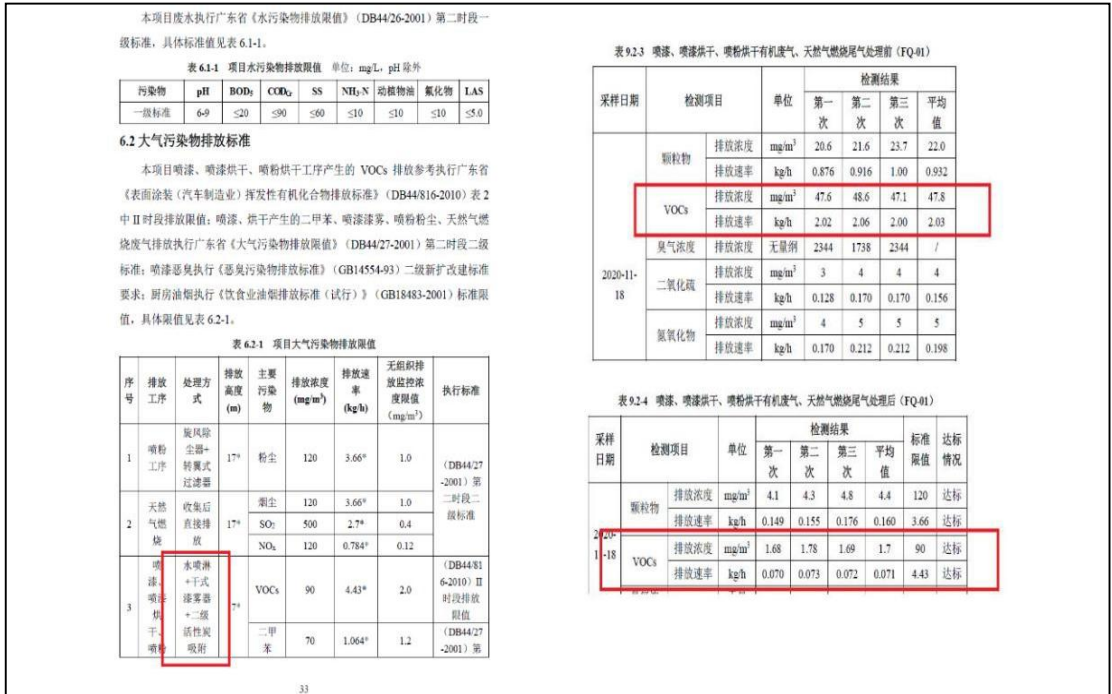 本项目废水执行广东省《水污染物排放限值》（DB44/26-2001）第二时段一
级标准，具体标准值见表 6.1-1。
表 6.1-1 项目水污染物排放限值 单位：mg/L，pH 除外
污染物 pH BOD₅ CODCr SS NH₃-N 动植物油 氟化物 LAS
一级标准 6-9 ≤20 ≤90 ≤60 ≤10 ≤10 ≤10 ≤5.0
6.2 大气污染物排放标准
本项目喷漆、喷漆烘干、喷粉烘干工序产生的 VOCs 排放参考执行广东省
《表面涂装（汽车制造业）挥发性有机化合物排放标准》（DB44/816-2010）表 2
中 II 时段排放限值；喷漆、烘干产生的二甲苯、喷漆漆雾、喷粉粉尘、天然气燃
烧废气排放执行广东省《大气污染物排放限值》（DB44/27-2001）第二时段二级
标准；喷漆恶臭执行《恶臭污染物排放标准》（GB14554-93）二级新扩改建标准
要求；厨房油烟执行《饮食业油烟排放标准（试行）》（GB18483-2001）标准限
值，具体限值见表 6.2-1。
表 6.2-1 项目大气污染物排放限值
序号 排放工序 处理方式 排放高度(m) 主要污染物 排放浓度(mg/m³) 排放速率(kg/h) 无组织排放监控浓度限值(mg/m³) 执行标准
1 喷粉工序 旋风除尘器+转翼式过滤器 17* 粉尘 120 3.66* 1.0 （DB44/27-2001）第二时段二级标准
2 天然气燃烧 收集后直接排放 17* 烟尘 120 3.66* 1.0
SO₂ 500 2.7* 0.4
NOₓ 120 0.784* 0.12
3 喷漆、喷漆烘干、喷粉 水喷淋+干式漆雾器+二级活性炭吸附 7* VOCs 90 4.43* 2.0 （DB44/816-2010）II时段排放限值
二甲苯 70 1.064* 1.2 （DB44/27-2001）第
33
表 9.2-3 喷漆、喷漆烘干、喷粉烘干有机废气、天然气燃烧尾气处理前（FQ-01）
采样日期 检测项目 单位 检测结果
第一次 第二次 第三次 平均值
2020-11-18 颗粒物 排放浓度 mg/m³ 20.6 21.6 23.7 22.0
排放速率 kg/h 0.876 0.916 1.00 0.932
VOCs 排放浓度 mg/m³ 47.6 48.6 47.1 47.8
排放速率 kg/h 2.02 2.06 2.00 2.03
臭气浓度 排放浓度 无量纲 2344 1738 2344 /
二氧化硫 排放浓度 mg/m³ 3 4 4 4
排放速率 kg/h 0.128 0.170 0.170 0.156
氮氧化物 排放浓度 mg/m³ 4 5 5 5
排放速率 kg/h 0.170 0.212 0.212 0.198
表 9.2-4 喷漆、喷漆烘干、喷粉烘干有机废气、天然气燃烧尾气处理后（FQ-01）
采样日期 检测项目 单位 检测结果 标准限值 达标情况
第一次 第二次 第三次 平均值
颗粒物 排放浓度 mg/m³ 4.1 4.3 4.8 4.4 120 达标
排放速率 kg/h 0.149 0.155 0.176 0.160 3.66 达标
VOCs 排放浓度 mg/m³ 1.68 1.78 1.69 1.7 90 达标
排放速率 kg/h 0.070 0.073 0.072 0.071 4.43 达标